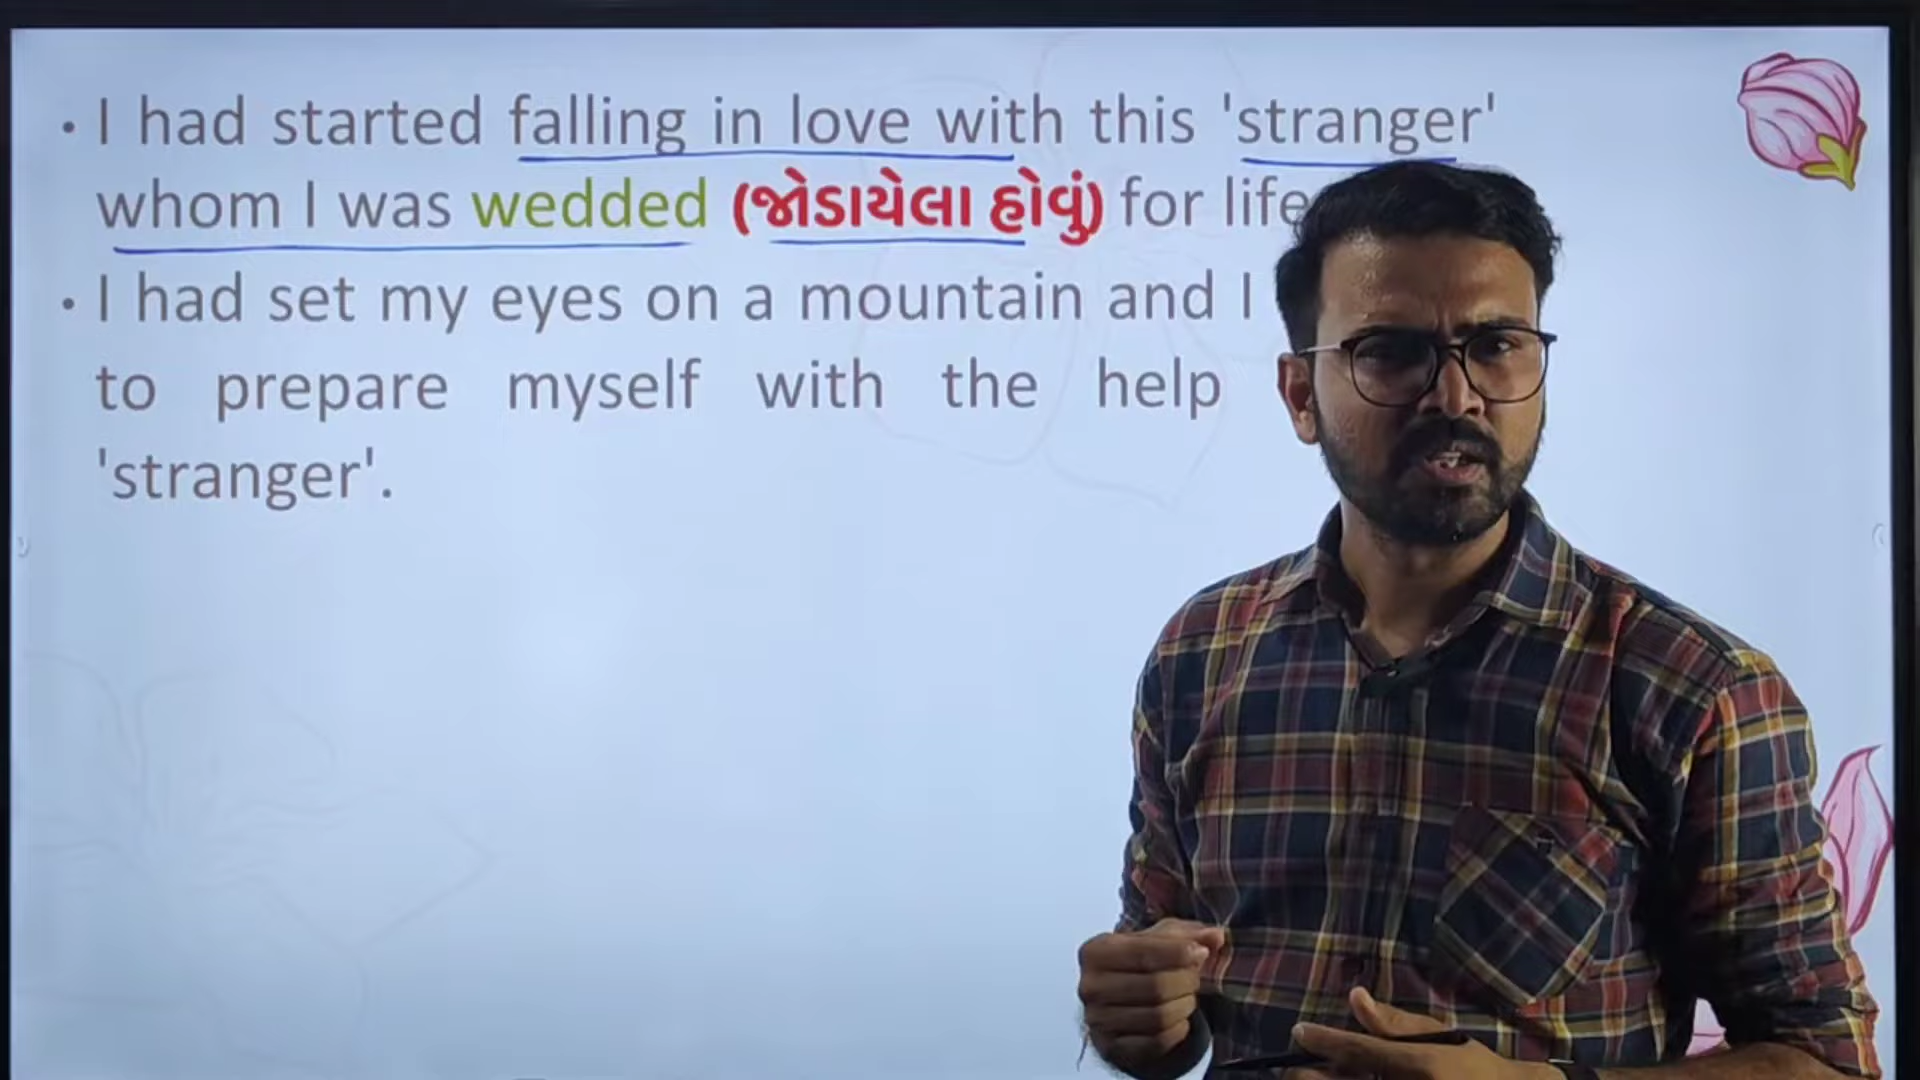 • I had started falling in love with this 'stranger'
whom I was wedded (જોડાયેલા હોવું) for life
• I had set my eyes on a mountain and I
to prepare myself with the help
'stranger'.